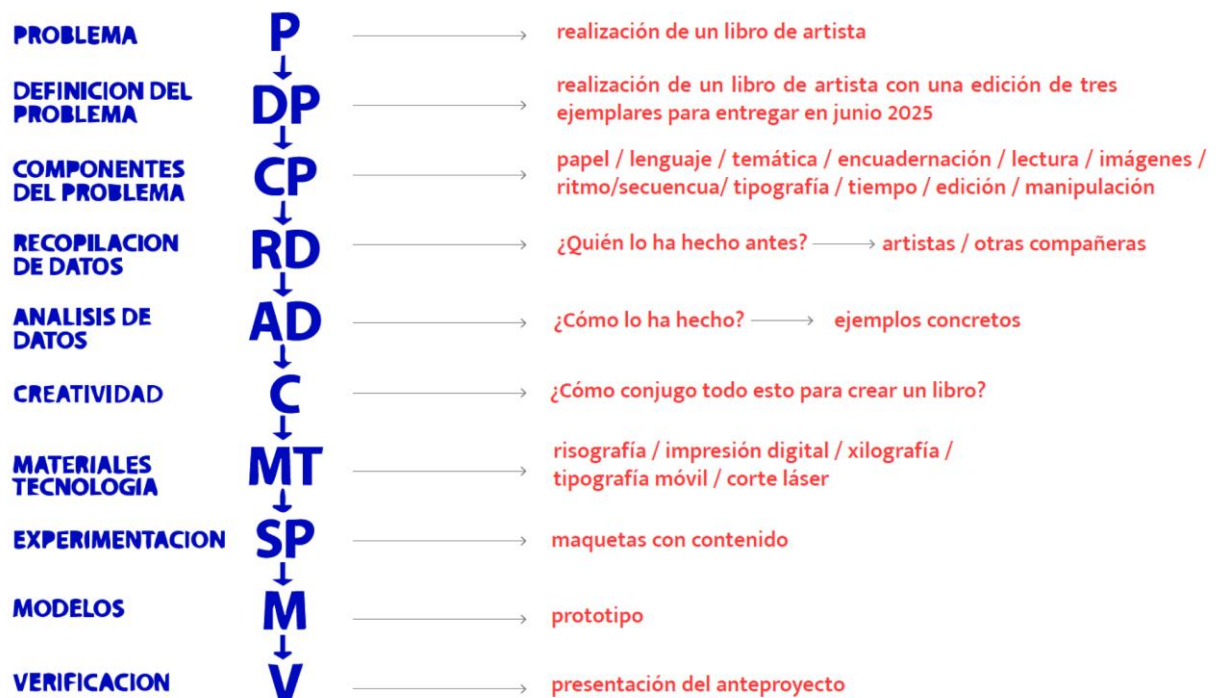 PROBLEMA P realización de un libro de artista
DEFINICION DEL PROBLEMA DP realización de un libro de artista con una edición de tres ejemplares para entregar en junio 2025
COMPONENTES DEL PROBLEMA CP papel / lenguaje / temática / encuadernación / lectura / imágenes / ritmo/secuencua/ tipografía / tiempo / edición / manipulación
RECOPILACION DE DATOS RD ¿Quién lo ha hecho antes? artistas / otras compañeras
ANALISIS DE DATOS AD ¿Cómo lo ha hecho? ejemplos concretos
CREATIVIDAD C ¿Cómo conjugo todo esto para crear un libro?
MATERIALES TECNOLOGIA MT risografía / impresión digital / xilografía / tipografía móvil / corte láser
EXPERIMENTACION SP maquetas con contenido
MODELOS M prototipo
VERIFICACION V presentación del anteproyecto